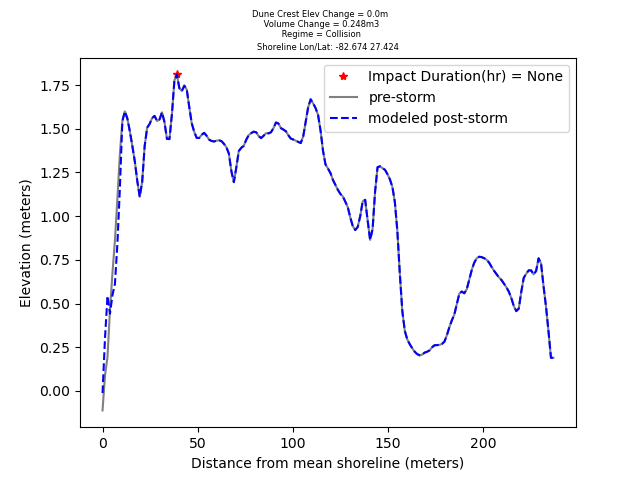 Dune Crest Elev Change = 0.0m
Volume Change = 0.248m3
Regime = Collision
Shoreline Lon/Lat: -82.674 27.424
Impact Duration(hr) = None
pre-storm
modeled post-storm
1.75
1.50
1.25
1.00
0.75
0.50
0.25
0.00
Elevation (meters)
0 50 100 150 200
Distance from mean shoreline (meters)